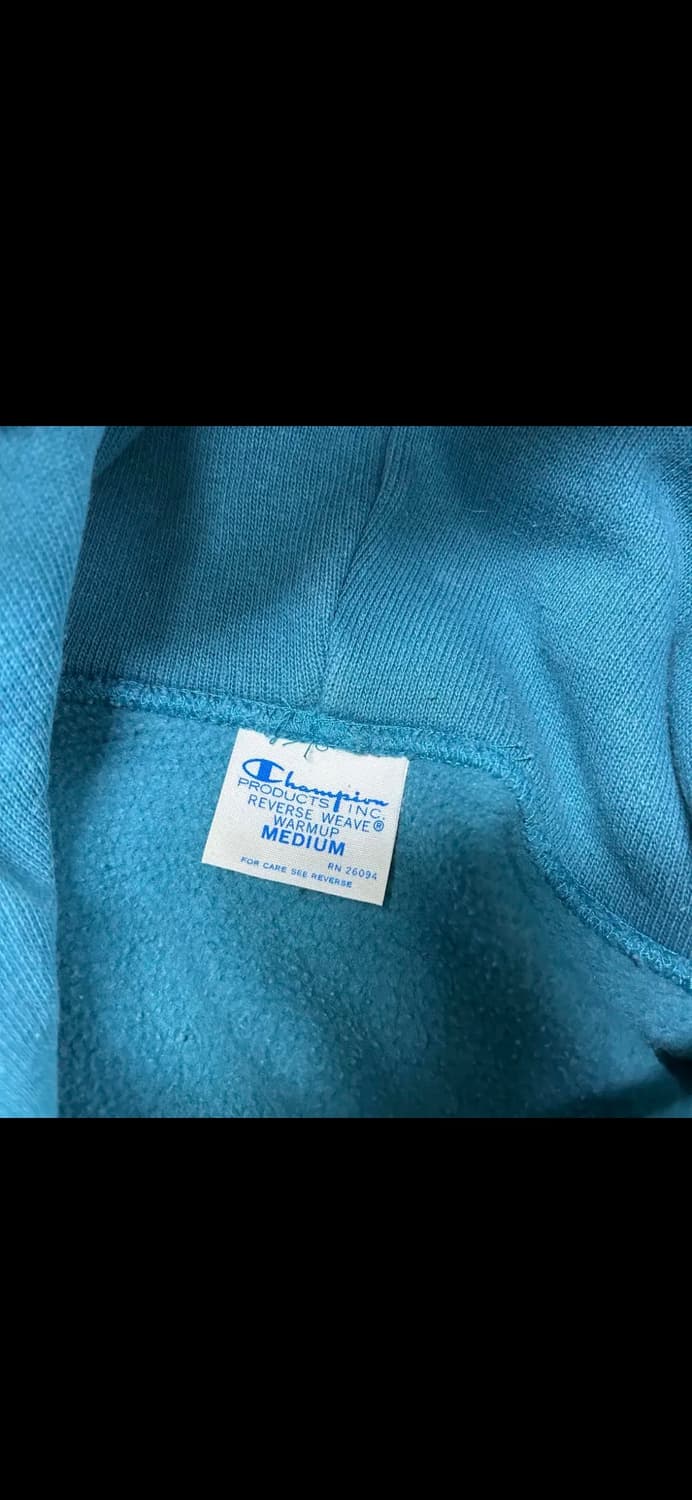 Champion
PRODUCTS INC.
REVERSE WEAVE®
WARMUP
MEDIUM
RN 26094
FOR CARE SEE REVERSE